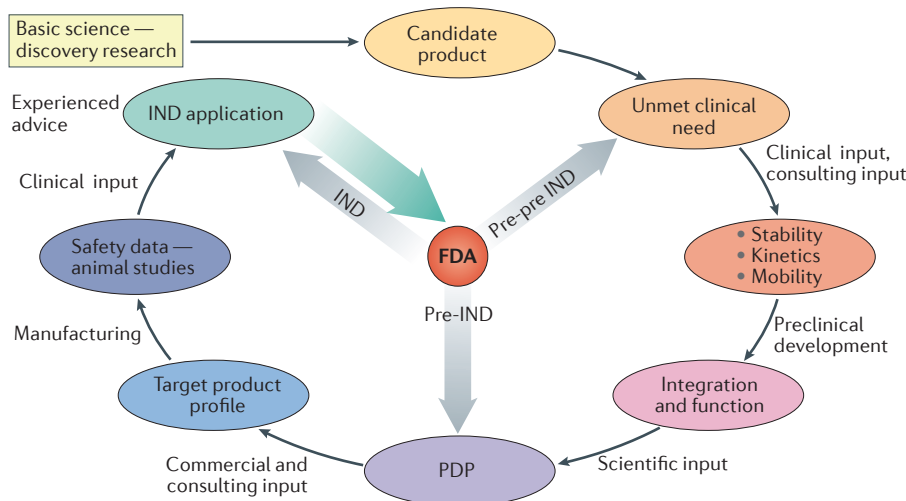 Basic science —
discovery research
Candidate
product
Experienced
advice
IND application
Unmet clinical
need
Clinical input
IND
Pre-pre IND
Clinical input,
consulting input
Safety data —
animal studies
FDA
• Stability
• Kinetics
• Mobility
Manufacturing
Pre-IND
Preclinical
development
Target product
profile
Integration
and function
Commercial and
consulting input
PDP
Scientific input